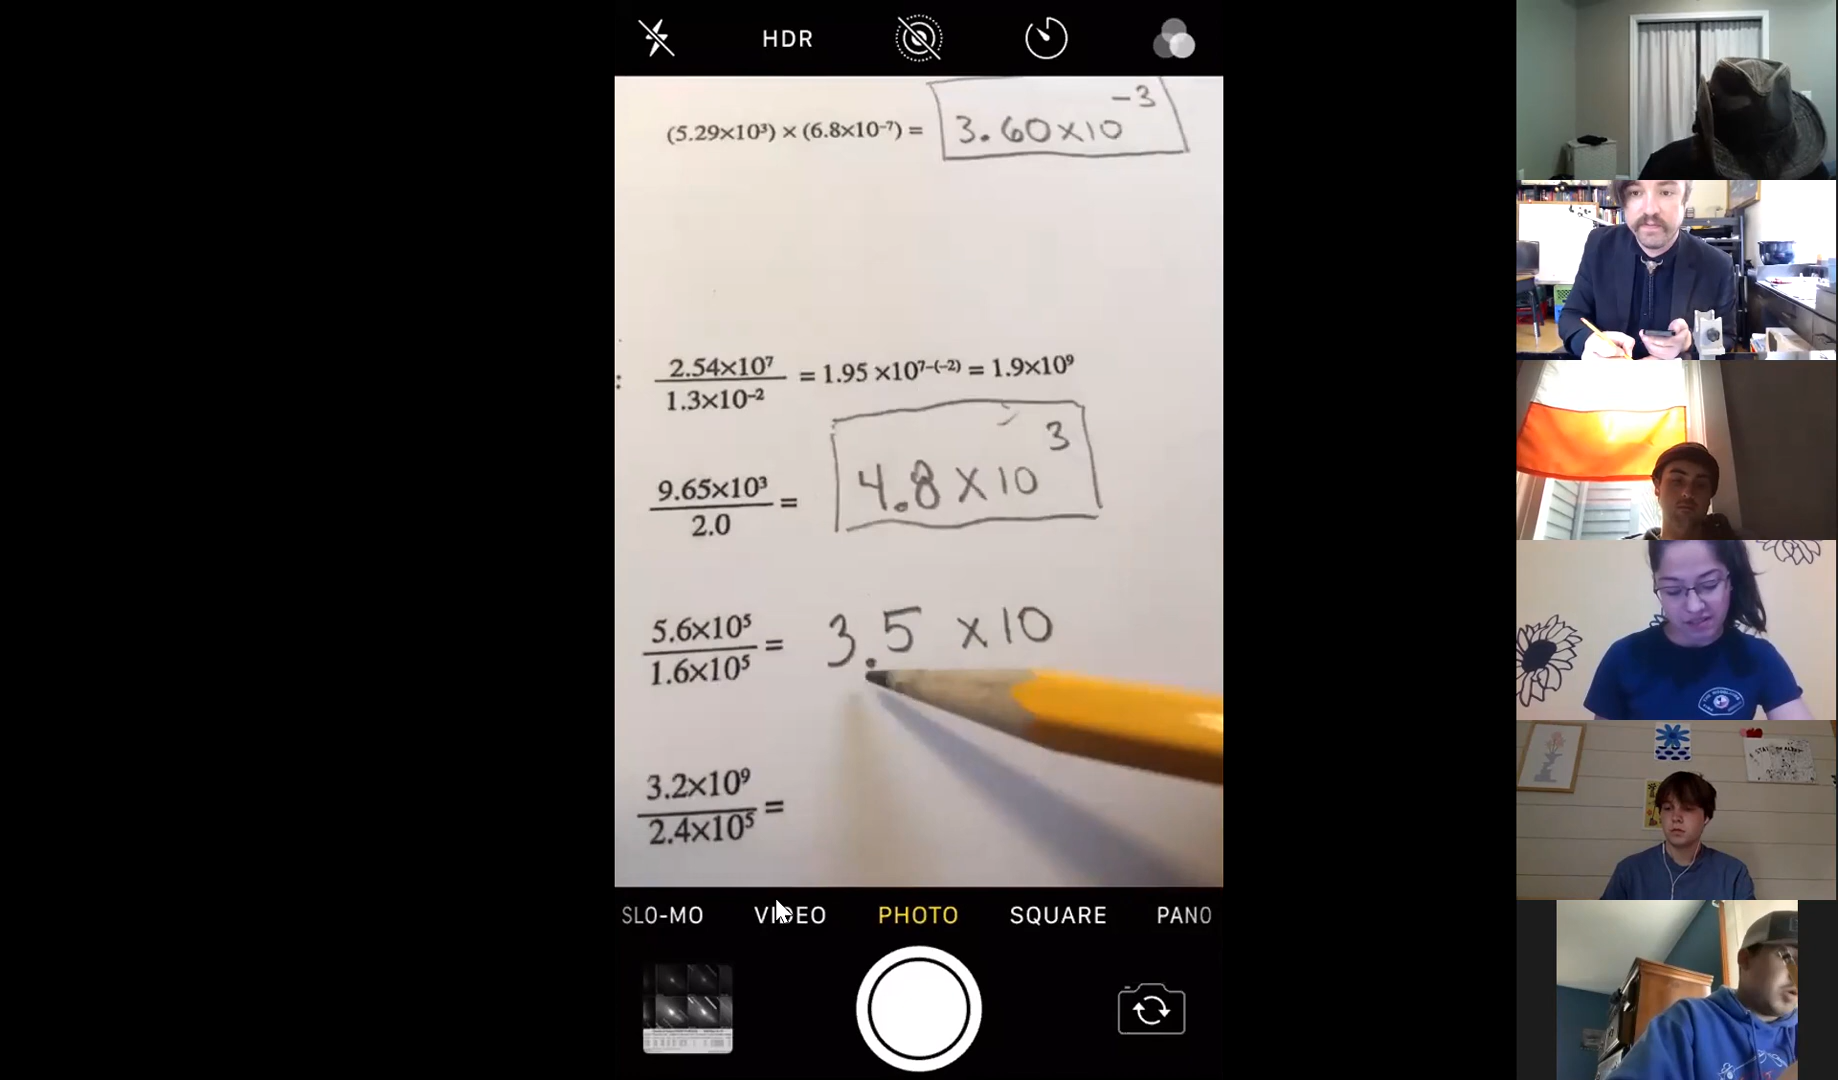 HDR
(5.29×10³) × (6.8×10⁻⁷) = 3.60×10⁻³
: 2.54×10⁷ / 1.3×10⁻² = 1.95 ×10⁷⁻⁽⁻²⁾ = 1.9×10⁹
9.65×10³ / 2.0 = 4.8×10³
5.6×10⁵ / 1.6×10⁵ = 3.5 ×10
3.2×10⁹ / 2.4×10⁵ =
SLO-MO VIDEO PHOTO SQUARE PANO